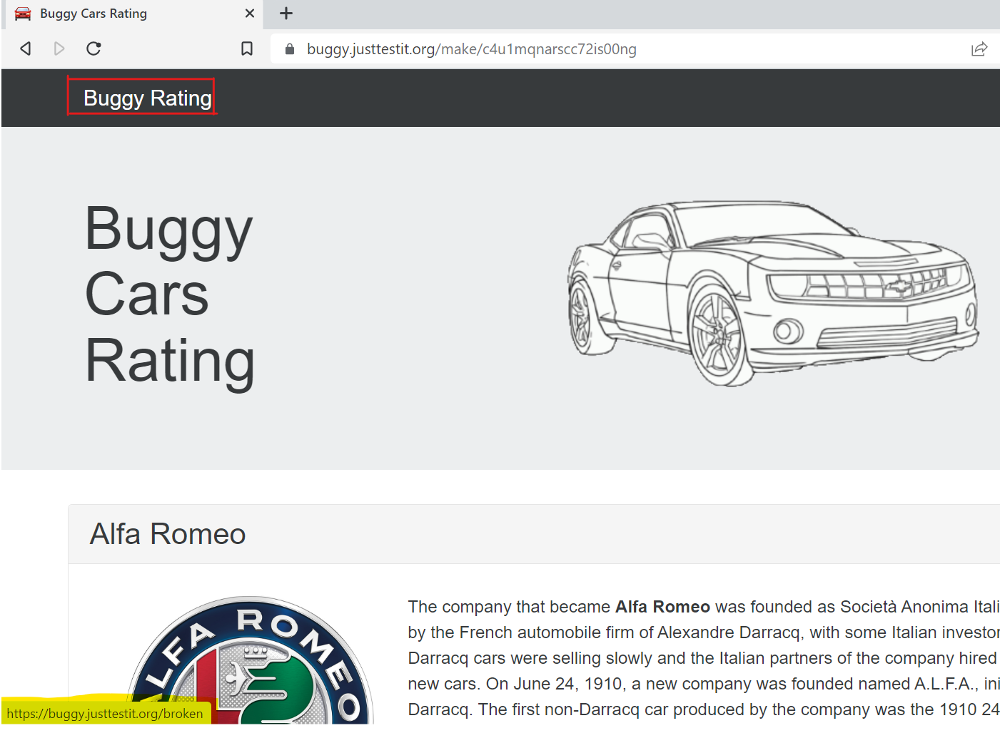 Buggy Cars Rating
buggy.justtestit.org/make/c4u1mqnarscc72is00ng
Buggy Rating
Buggy
Cars
Rating
Alfa Romeo
ALFA ROMEO
The company that became Alfa Romeo was founded as Società Anonima Itali
by the French automobile firm of Alexandre Darracq, with some Italian investor
Darracq cars were selling slowly and the Italian partners of the company hired
new cars. On June 24, 1910, a new company was founded named A.L.F.A., ini
Darracq. The first non-Darracq car produced by the company was the 1910 24
https://buggy.justtestit.org/broken